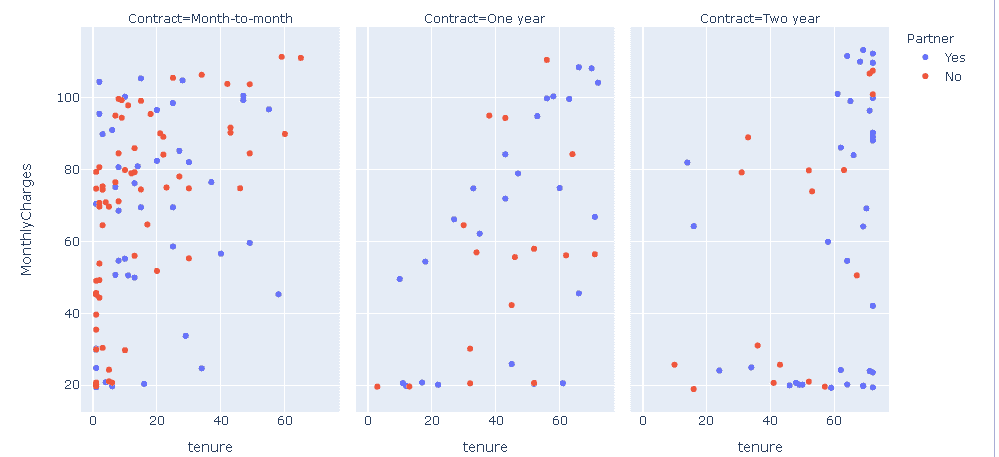 Contract=Month-to-month Contract=One year Contract=Two year
Partner
Yes
No
100
80
60
40
20
MonthlyCharges
0 20 40 60 0 20 40 60 0 20 40 60
tenure tenure tenure